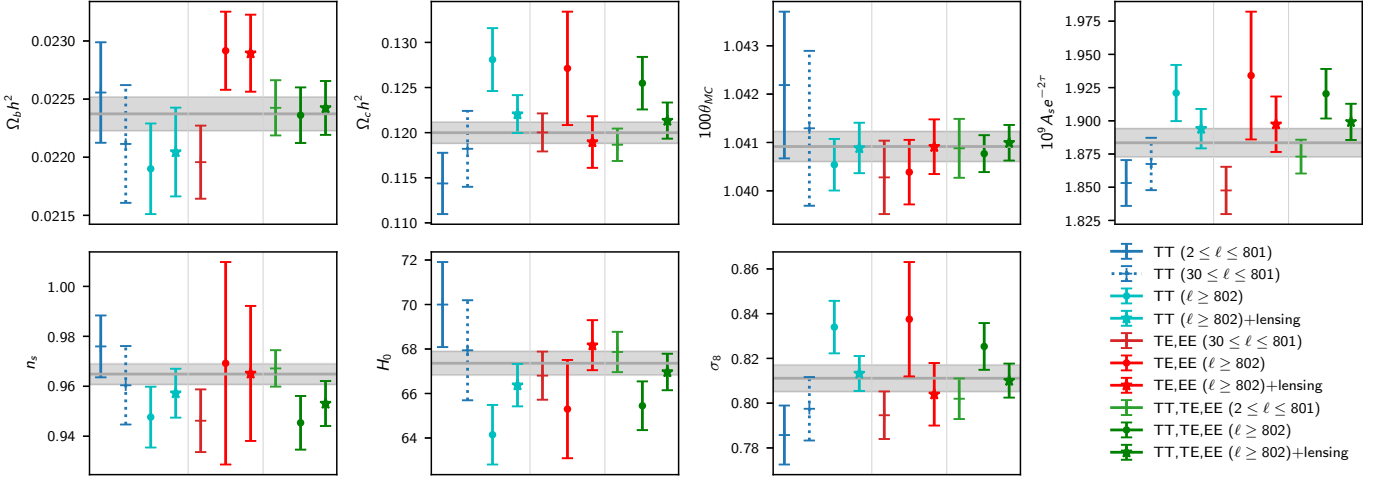 0.0230
0.0225
0.0220
0.0215
Ω_b h²
0.130
0.125
0.120
0.115
0.110
Ω_c h²
1.043
1.042
1.041
1.040
100θ_MC
1.975
1.950
1.925
1.900
1.875
1.850
1.825
10⁹ A_s e^{−2τ}
1.00
0.98
0.96
0.94
n_s
72
70
68
66
64
H_0
0.86
0.84
0.82
0.80
0.78
σ_8
TT (2 ≤ ℓ ≤ 801)
TT (30 ≤ ℓ ≤ 801)
TT (ℓ ≥ 802)
TT (ℓ ≥ 802)+lensing
TE,EE (30 ≤ ℓ ≤ 801)
TE,EE (ℓ ≥ 802)
TE,EE (ℓ ≥ 802)+lensing
TT,TE,EE (2 ≤ ℓ ≤ 801)
TT,TE,EE (ℓ ≥ 802)
TT,TE,EE (ℓ ≥ 802)+lensing